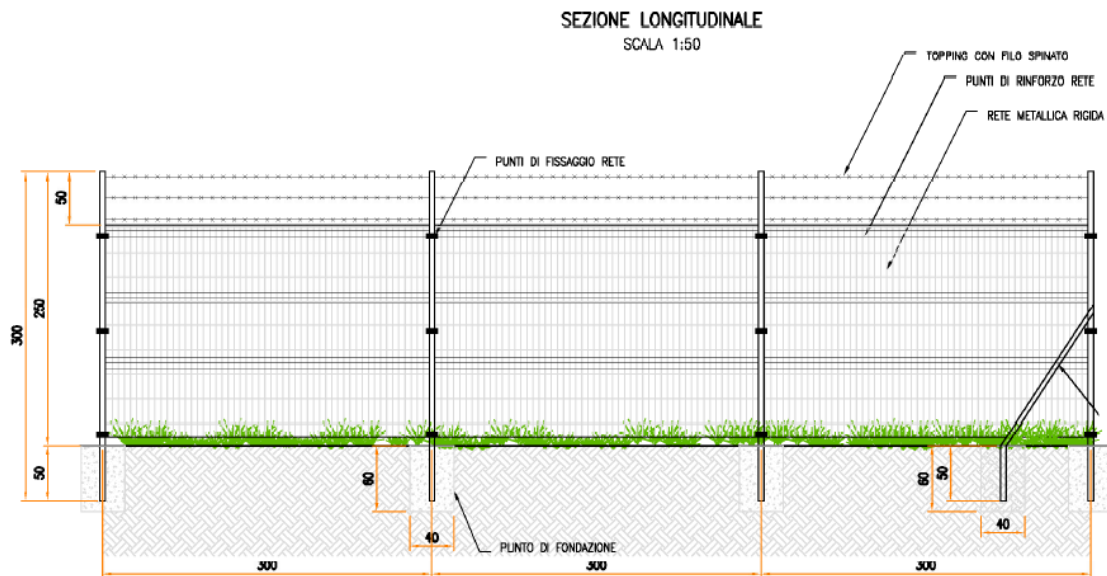 SEZIONE LONGITUDINALE
SCALA 1:50
TOPPING CON FILO SPINATO
PUNTI DI RINFORZO RETE
RETE METALLICA RIGIDA
PUNTI DI FISSAGGIO RETE
50
250
300
50
60
40
60
50
40
PUNTO DI FONDAZIONE
300
300
300